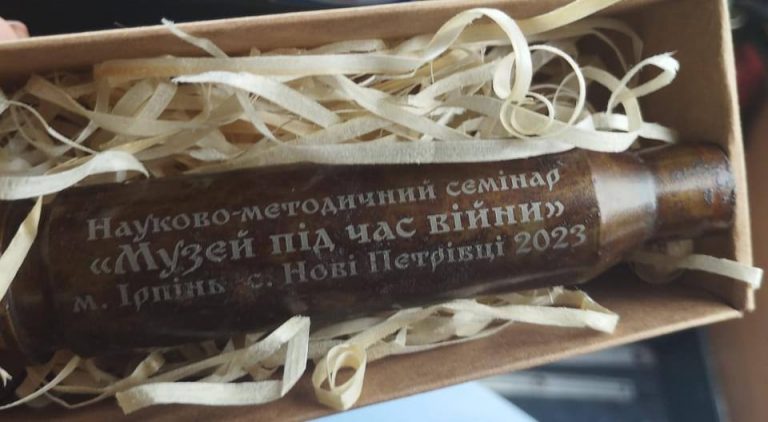 Науково-методичний семінар
«Музей під час війни»
м. Ірпінь с. Нові Петрівці 2023